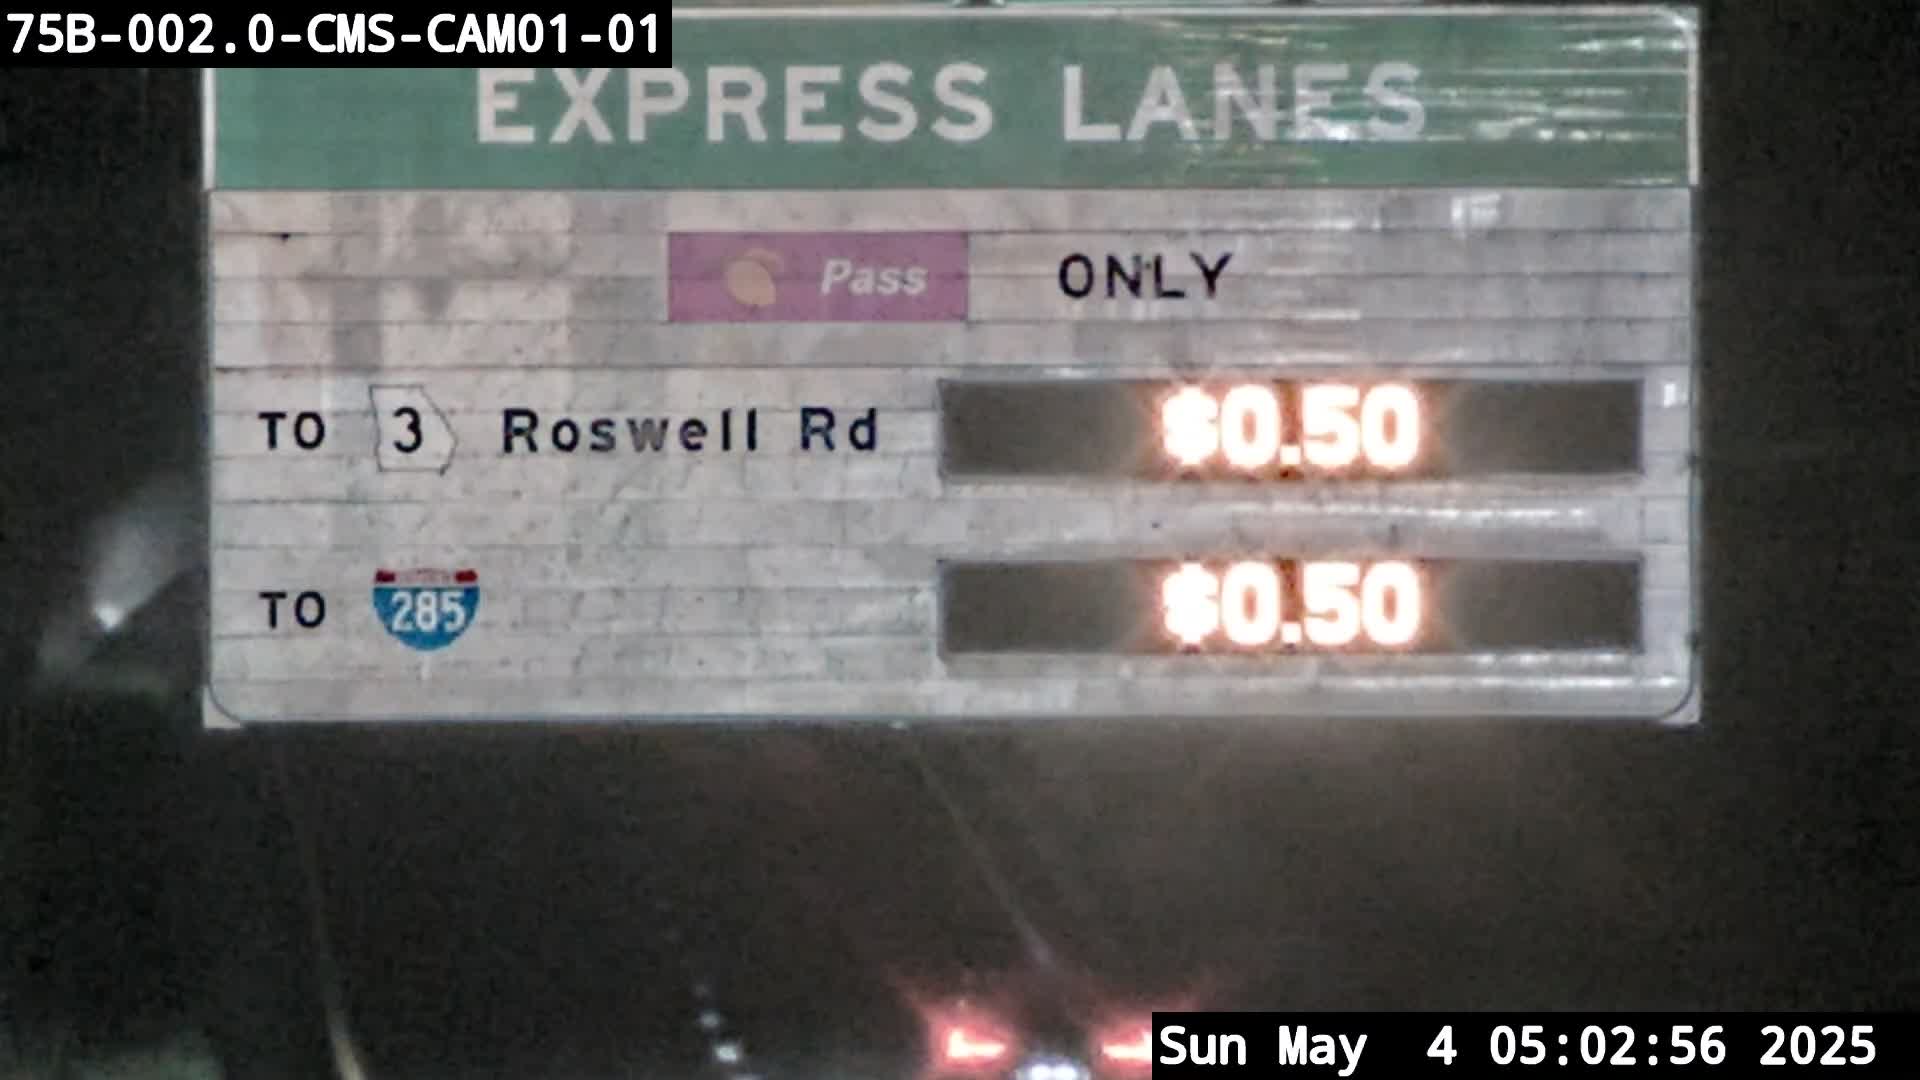 75B-002.0-CMS-CAM01-01
EXPRESS LANES
Pass ONLY
TO 3 Roswell Rd $0.50
TO 285 $0.50
Sun May 4 05:02:56 2025